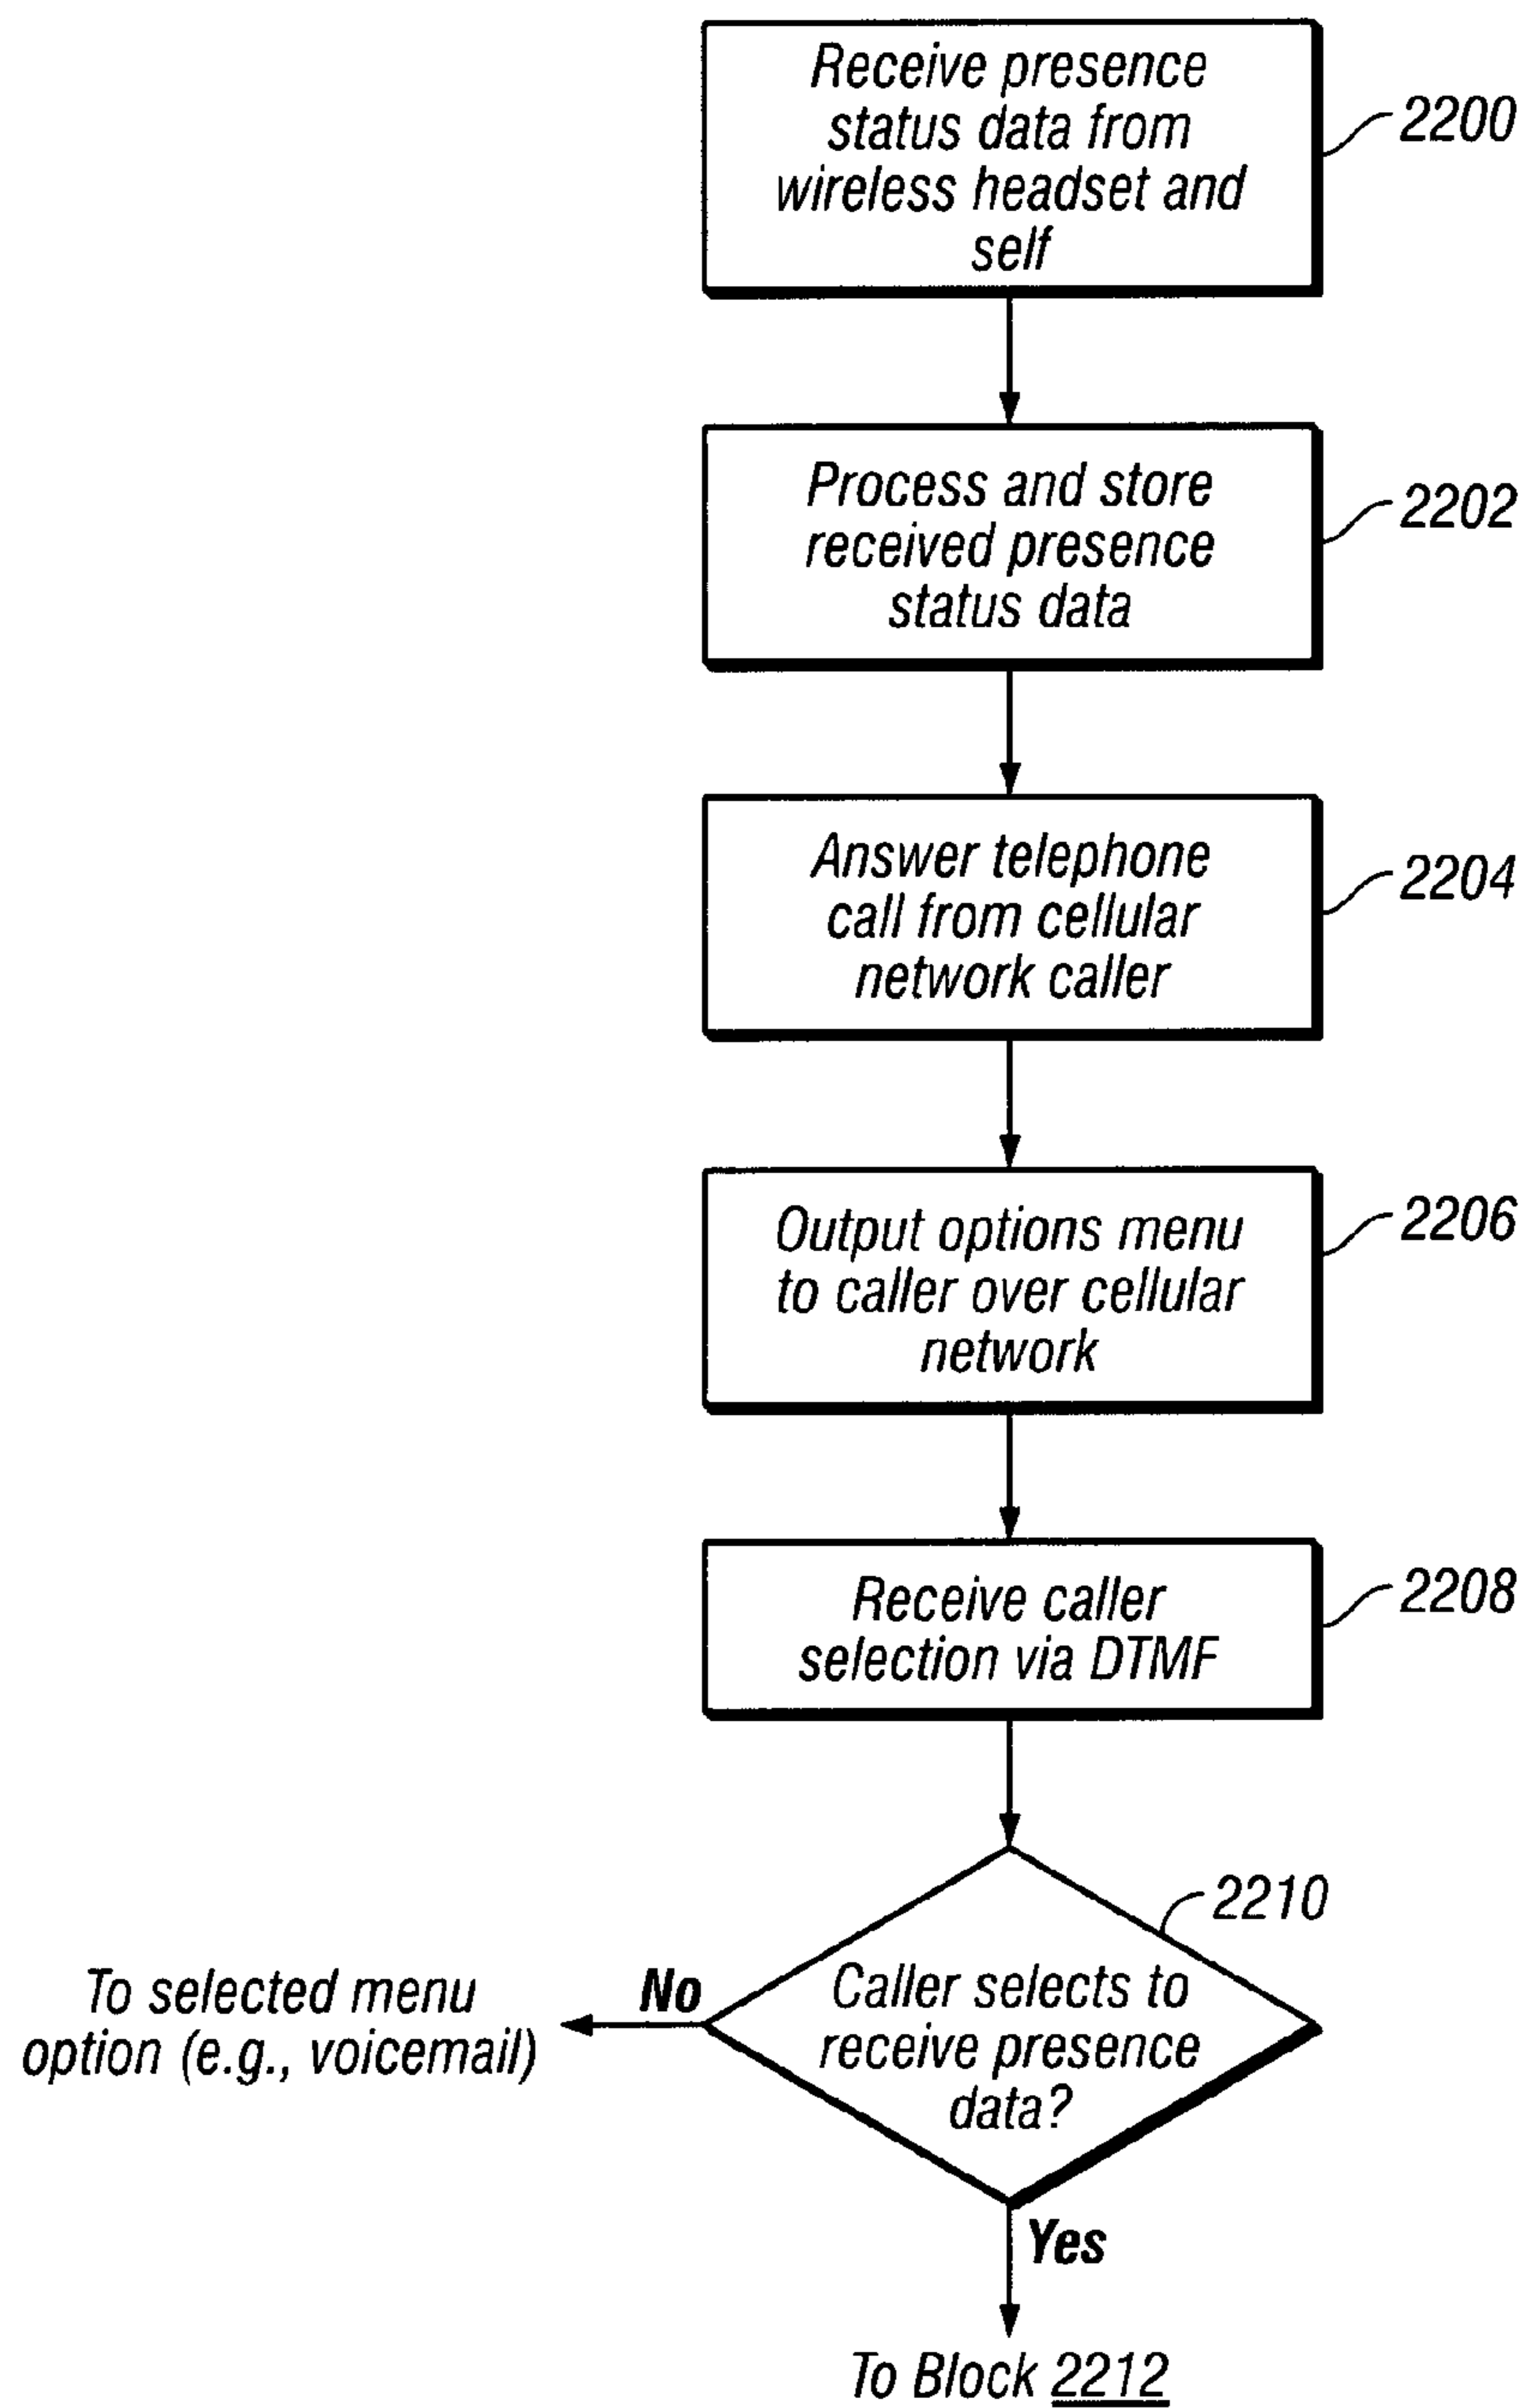 Receive presence
status data from
wireless headset and
self
2200
Process and store
received presence
status data
2202
Answer telephone
call from cellular
network caller
2204
Output options menu
to caller over cellular
network
2206
Receive caller
selection via DTMF
2208
2210
Caller selects to
receive presence
data?
No
To selected menu
option (e.g., voicemail)
Yes
To Block 2212